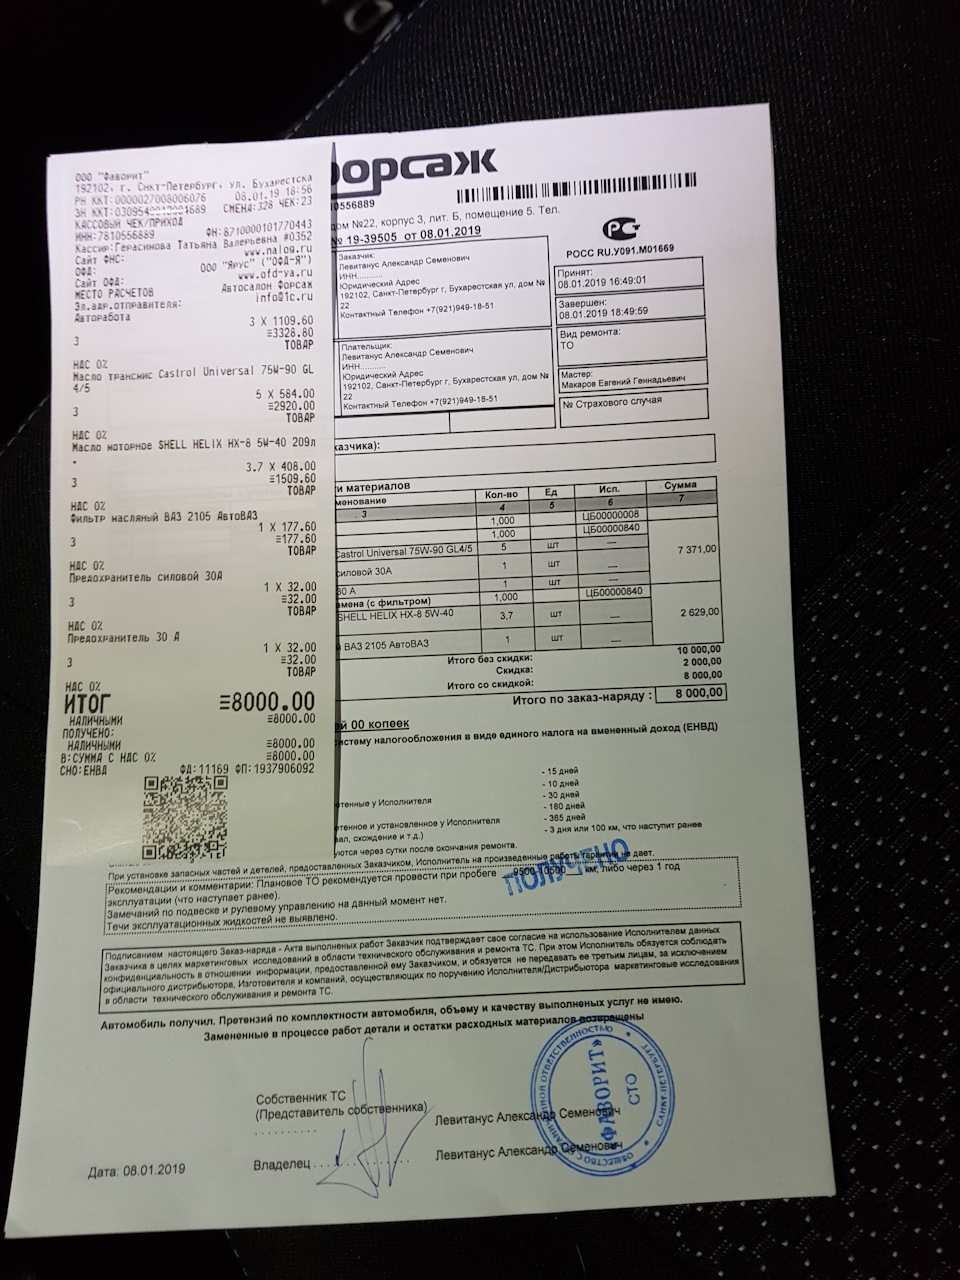 ООО "Фаворит"
192102, г. Снкт-Петербург, ул. Бухарестска
РН ККТ:0000027008006076 08.01.19 18:56
ЗН ККТ: СМЕНА:328 ЧЕК:23
КАССОВЫЙ ЧЕК/ПРИХОД
ИНН:7810556889 ФН:8710000101770443
Кассир:Герасинова Татьяна Валерьевна #0352
Сайт ФНС: www.nalog.ru
ОФД: ООО "Ярус" ("ОФД-Я")
Сайт ОФД: www.ofd-ya.ru
МЕСТО РАСЧЕТОВ Автосалон Форсаж
Эл.адр.отправителя: info@1c.ru
Авторабота
3 X 1109.60
3 ≡3328.80
ТОВАР
НДС 0%
Масло трансмис Castrol Universal 75W-90 GL
4/5
5 X 584.00
3 ≡2920.00
ТОВАР
НДС 0%
Масло моторное SHELL HELIX HX-8 5W-40 209л
.
3.7 X 408.00
3 ≡1509.60
ТОВАР
НДС 0%
Фильтр масляный ВАЗ 2105 АвтоВАЗ
1 X 177.60
3 ≡177.60
ТОВАР
НДС 0%
Предохранитель силовой 30А
1 X 32.00
3 ≡32.00
ТОВАР
НДС 0%
Предохранитель 30 А
1 X 32.00
3 ≡32.00
ТОВАР
НДС 0%
ИТОГ ≡8000.00
НАЛИЧНЫМИ ≡8000.00
ПОЛУЧЕНО:
НАЛИЧНЫМИ ≡8000.00
В:СУММА С НДС 0% ≡8000.00
СНО:ЕНВД ФД:11169 ФП:1937906092
форсаж
0556889
дом №22, корпус 3, лит. Б, помещение 5. Тел.
№ 19-39505 от 08.01.2019
РС
РОСС RU.У091.М01669
Заказчик:
Левитанус Александр Семенович
ИНН...........
Юридический Адрес
192102, Санкт-Петербург г, Бухарестская ул, дом №
22
Контактный Телефон +7(921)949-18-51
Принят:
08.01.2019 16:49:01
Завершен:
08.01.2019 18:49:59
Вид ремонта:
ТО
Плательщик:
Левитанус Александр Семенович
ИНН...........
Юридический Адрес
192102, Санкт-Петербург г, Бухарестская ул, дом №
22
Контактный Телефон +7(921)949-18-51
Мастер:
Макаров Евгений Геннадьевич
№ Страхового случая
казчика):
ти материалов
менование Кол-во Ед Исп. Сумма
3 4 5 6 7
1,000 ЦБ00000008
1,000 ЦБ00000840
Castrol Universal 75W-90 GL4/5 5 шт — 7 371,00
силовой 30А 1 шт —
30 А 1 шт —
амена (с фильтром) 1,000 ЦБ00000840
SHELL HELIX HX-8 5W-40 3,7 шт — 2 629,00
й ВАЗ 2105 АвтоВАЗ 1 шт —
Итого без скидки: 10 000,00
Скидка: 2 000,00
Итого со скидкой: 8 000,00
Итого по заказ-наряду : 8 000,00
ей 00 копеек
систему налогообложения в виде единого налога на вмененный доход (ЕНВД)
- 15 дней
- 10 дней
- 30 дней
етенные у Исполнителя - 180 дней
- 365 дней
етенное и установленное у Исполнителя
вал, схождение и т.д.) - 3 дня или 100 км, что наступит ранее
уются через сутки после окончания ремонта.
При установке запасных частей и деталей, предоставленных Заказчиком, Исполнитель на произведенные работы гарантии не дает.
ПОЛУЧЕНО
Рекомендации и комментарии: Плановое ТО рекомендуется провести при пробеге 9500-10500 км, либо через 1 год
эксплуатации (что наступает ранее).
Замечаний по подвеске и рулевому управлению на данный момент нет.
Течи эксплуатационных жидкостей не выявлено.
Подписанием настоящего Заказ-наряда - Акта выполненых работ Заказчик подтверждает свое согласие на использование Исполнителем данных
Заказчика в целях маркетинговых исследований в области технического обслуживания и ремонта ТС. При этом Исполнитель обязуется соблюдать
конфиденциальность в отношении информации, предоставленной ему Заказчиком, и обязуется не передавать ее третьим лицам, за исключением
официального дистрибьютора, Изготовителя и компаний, осуществляющих по поручению Исполнителя/Дистрибьютора маркетинговые исследования
в области технического обслуживания и ремонта ТС.
Автомобиль получил. Претензий по комплектности автомобиля, объему и качеству выполненых услуг не имею.
Замененные в процессе работ детали и остатки расходных материалов возвращены
Собственник ТС
(Представитель собственника) Левитанус Александр Семенович
Владелец Левитанус Александр Семенович
Дата: 08.01.2019
ОБЩЕСТВО С ОГРАНИЧЕННОЙ ОТВЕТСТВЕННОСТЬЮ
САНКТ-ПЕТЕРБУРГ
«ФАВОРИТ»
СТО